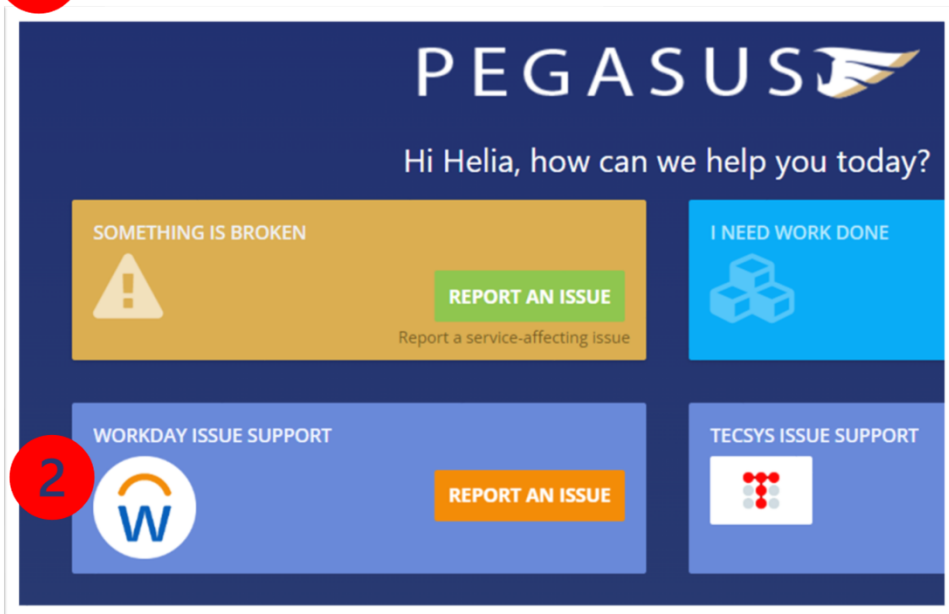 PEGASUS
Hi Helia, how can we help you today?
SOMETHING IS BROKEN
REPORT AN ISSUE
Report a service-affecting issue
I NEED WORK DONE
WORKDAY ISSUE SUPPORT
2
W
REPORT AN ISSUE
TECSYS ISSUE SUPPORT
T